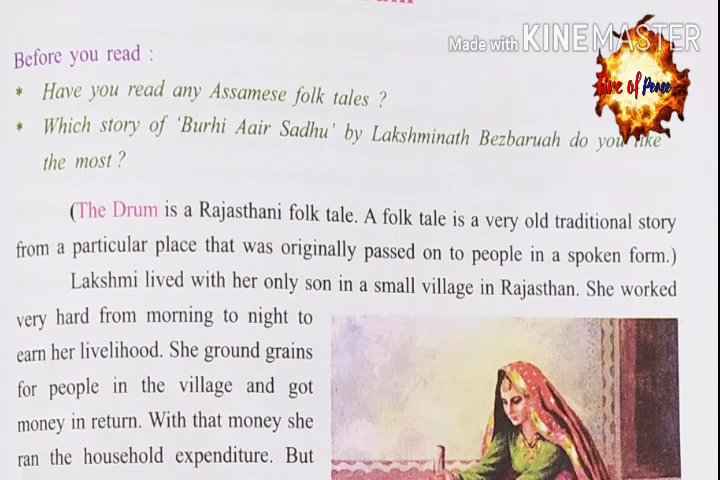 Made with KINEMASTER
Fire of Peace
Before you read :
* Have you read any Assamese folk tales ?
* Which story of 'Burhi Aair Sadhu' by Lakshminath Bezbaruah do you like
the most ?
(The Drum is a Rajasthani folk tale. A folk tale is a very old traditional story
from a particular place that was originally passed on to people in a spoken form.)
Lakshmi lived with her only son in a small village in Rajasthan. She worked
very hard from morning to night to
earn her livelihood. She ground grains
for people in the village and got
money in return. With that money she
ran the household expenditure. But